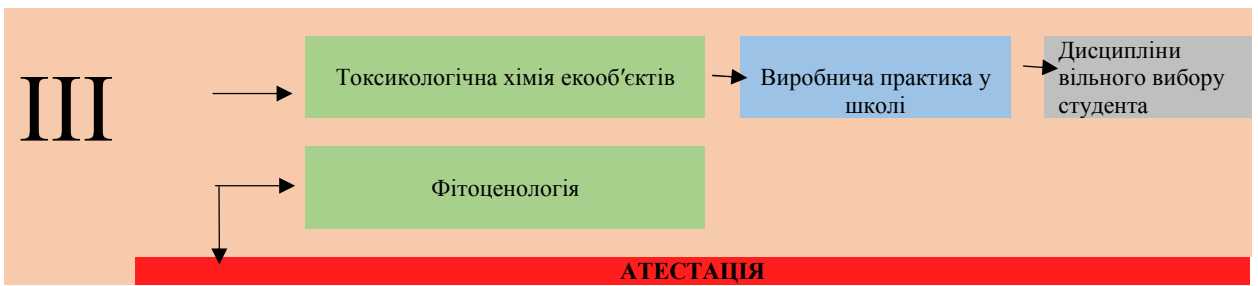 III
Токсикологічна хімія екооб'єктів
Виробнича практика у
школі
Дисципліни
вільного вибору
студента
Фітоценологія
АТЕСТАЦІЯ